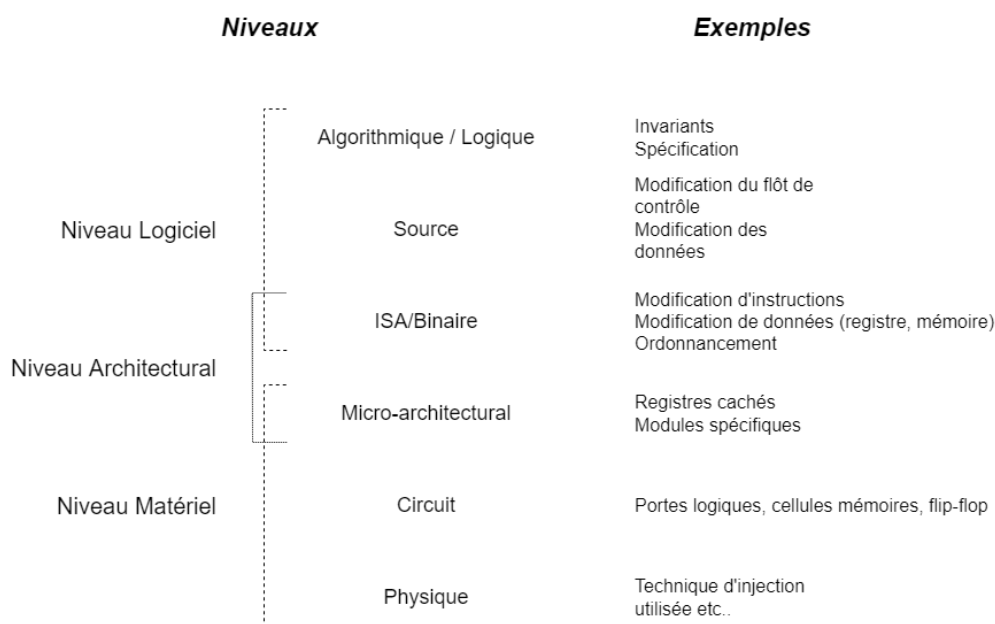 Niveaux
Exemples
Algorithmique / Logique
Invariants
Spécification
Niveau Logiciel
Source
Modification du flôt de
contrôle
Modification des
données
ISA/Binaire
Modification d'instructions
Modification de données (registre, mémoire)
Ordonnancement
Niveau Architectural
Micro-architectural
Registres cachés
Modules spécifiques
Niveau Matériel
Circuit
Portes logiques, cellules mémoires, flip-flop
Physique
Technique d'injection
utilisée etc..